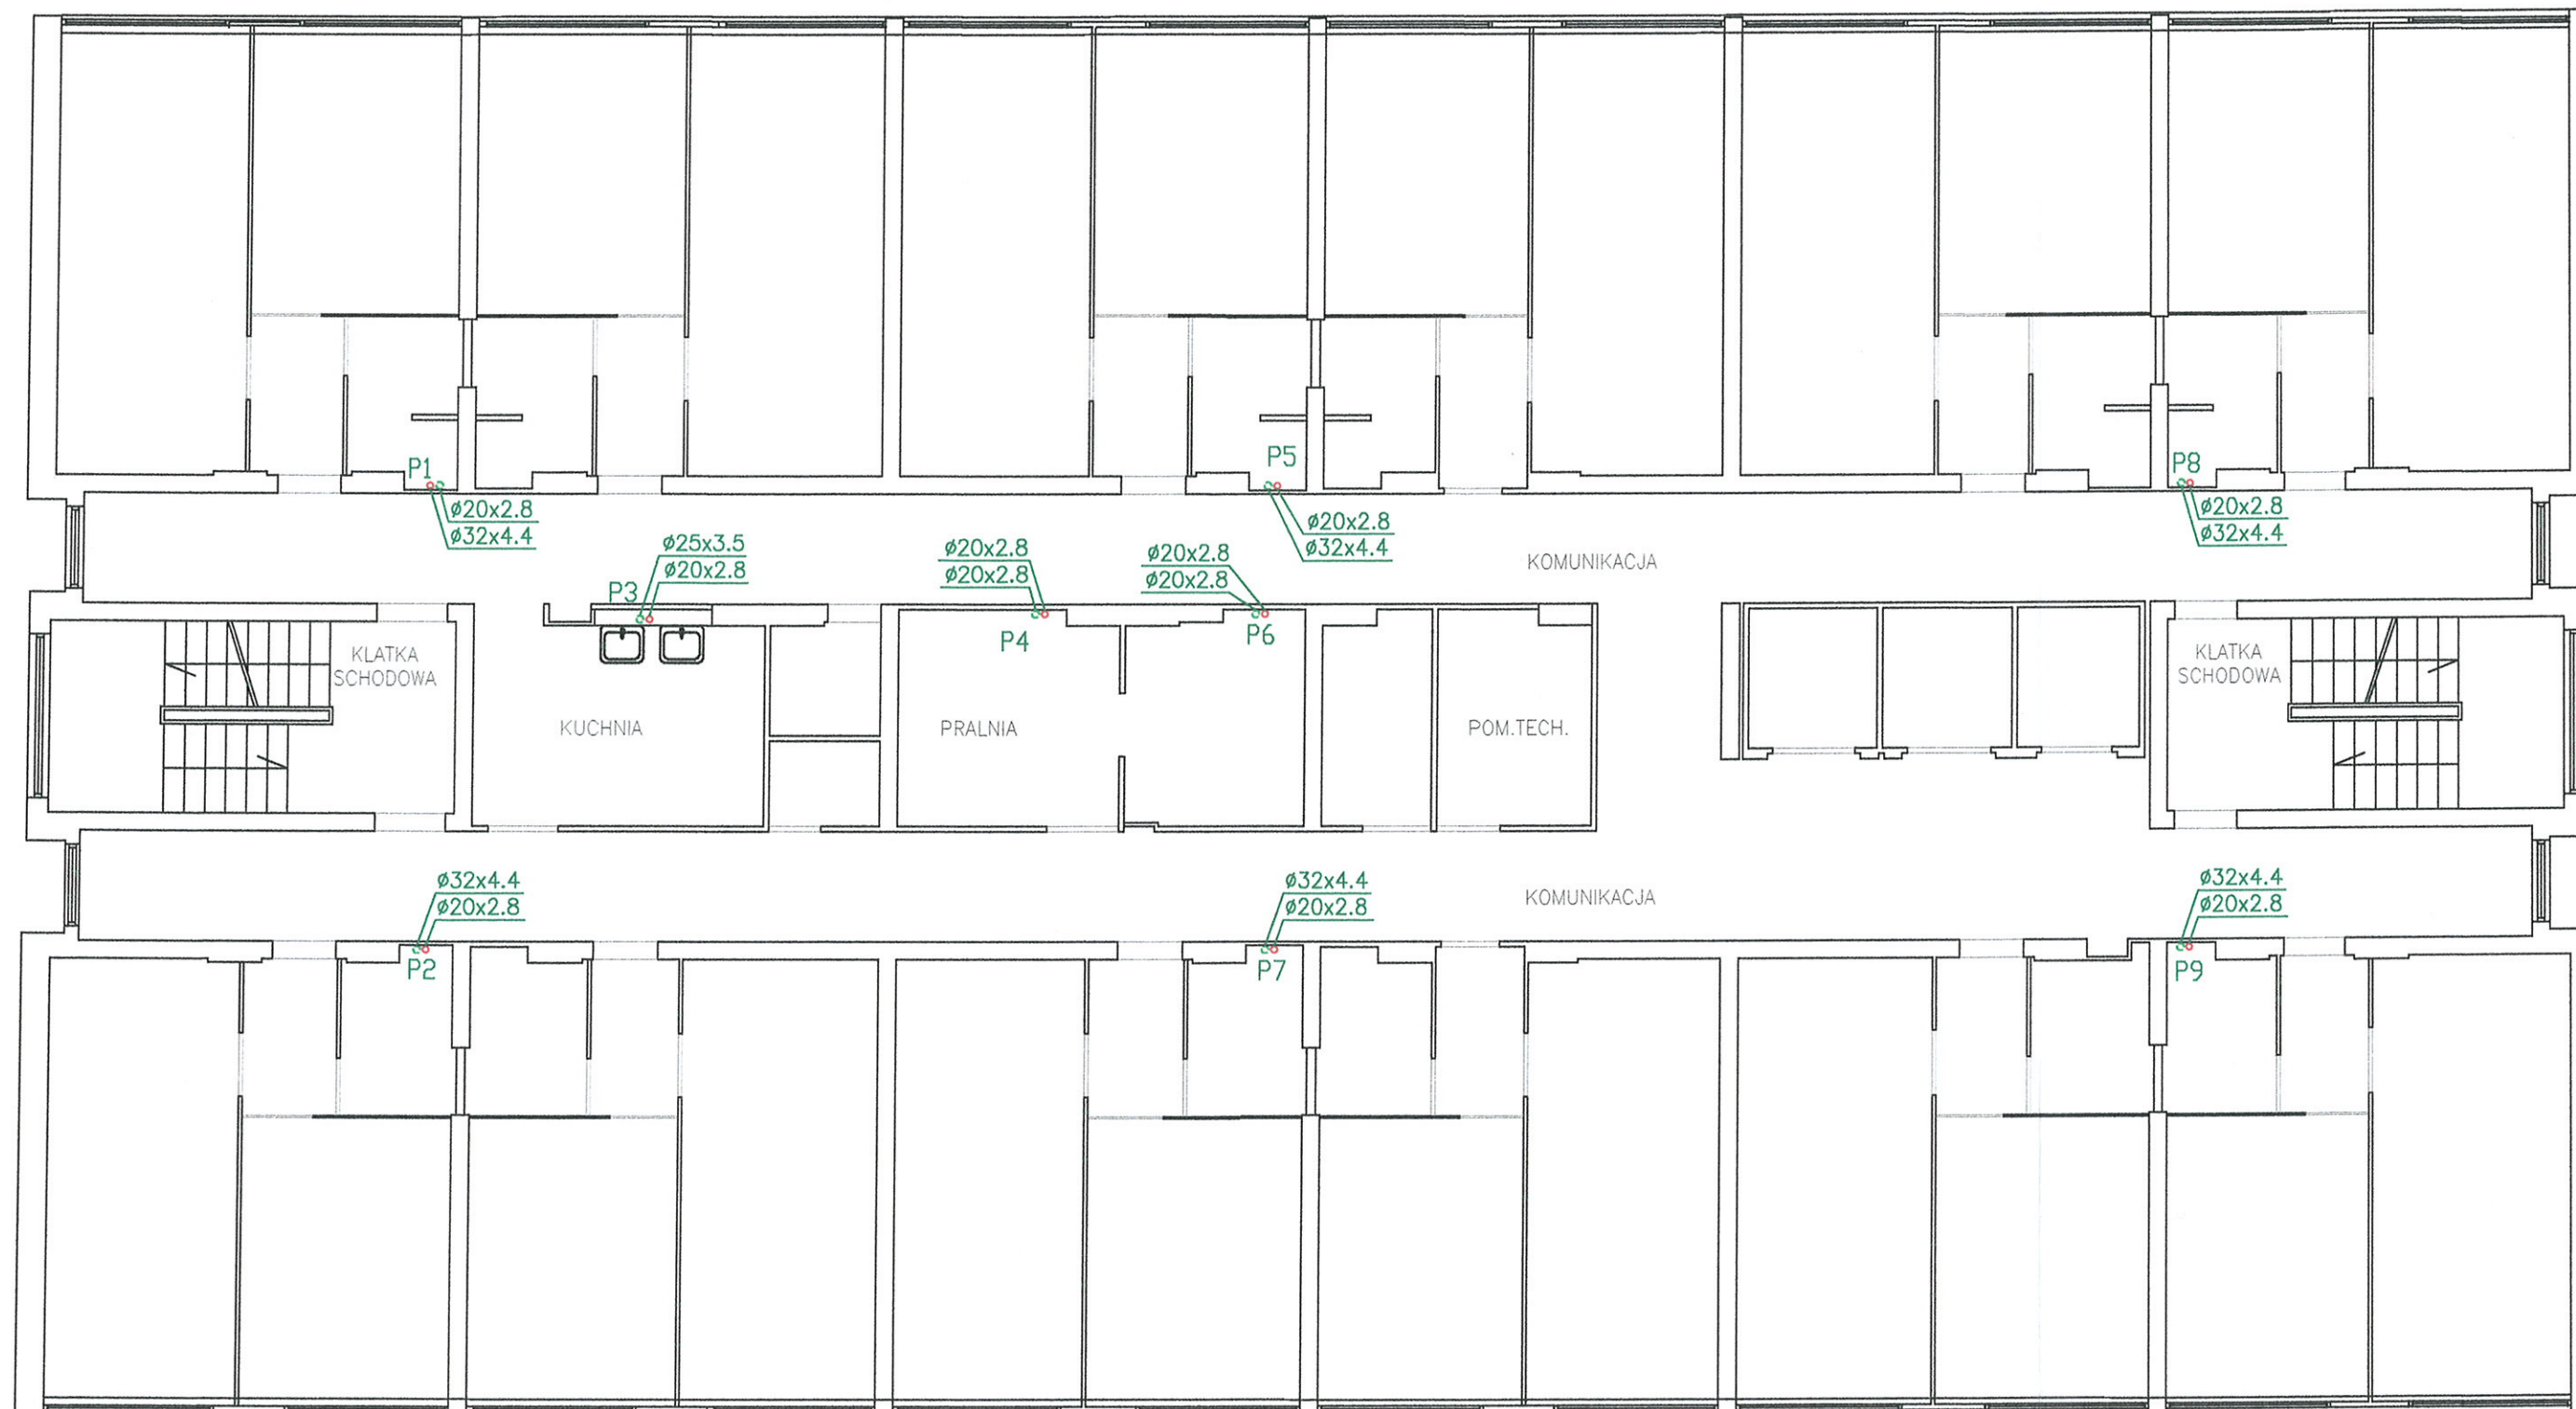 P1
P5
P8
ø20x2.8
ø32x4.4
ø20x2.8
ø32x4.4
ø20x2.8
ø32x4.4
P3
ø25x3.5
ø20x2.8
ø20x2.8
ø20x2.8
ø20x2.8
ø20x2.8
KOMUNIKACJA
P4
P6
KLATKA
SCHODOWA
KUCHNIA
PRALNIA
POM.TECH.
KLATKA
SCHODOWA
ø32x4.4
ø20x2.8
ø32x4.4
ø20x2.8
KOMUNIKACJA
ø32x4.4
ø20x2.8
P2
P7
P9